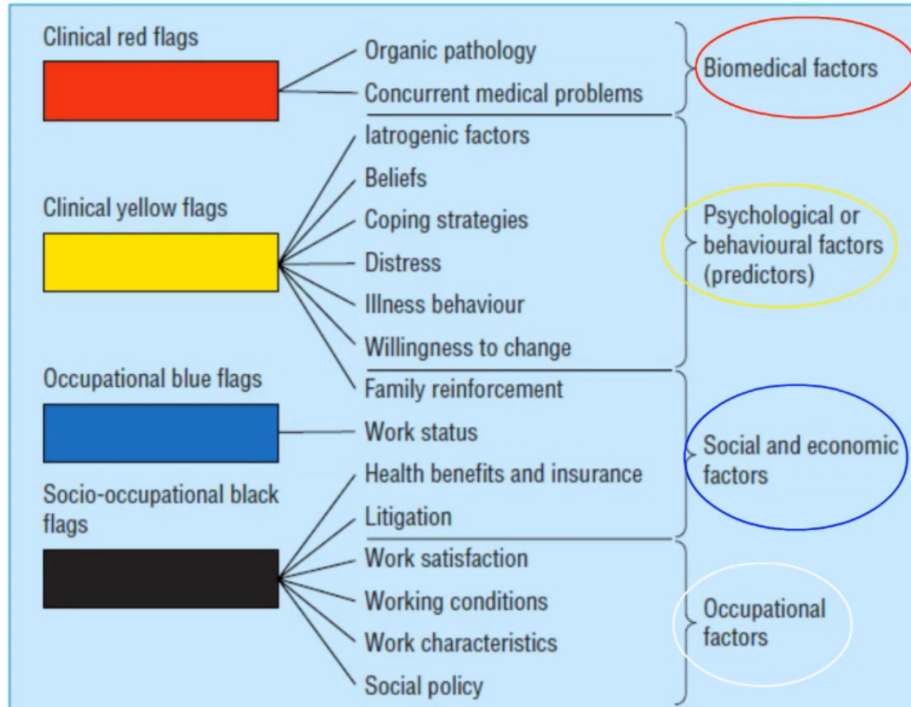 Clinical red flags
Organic pathology
Concurrent medical problems
Biomedical factors
Clinical yellow flags
Iatrogenic factors
Beliefs
Coping strategies
Distress
Illness behaviour
Willingness to change
Family reinforcement
Psychological or
behavioural factors
(predictors)
Occupational blue flags
Work status
Social and economic
factors
Socio-occupational black
flags
Health benefits and insurance
Litigation
Work satisfaction
Working conditions
Work characteristics
Social policy
Occupational
factors